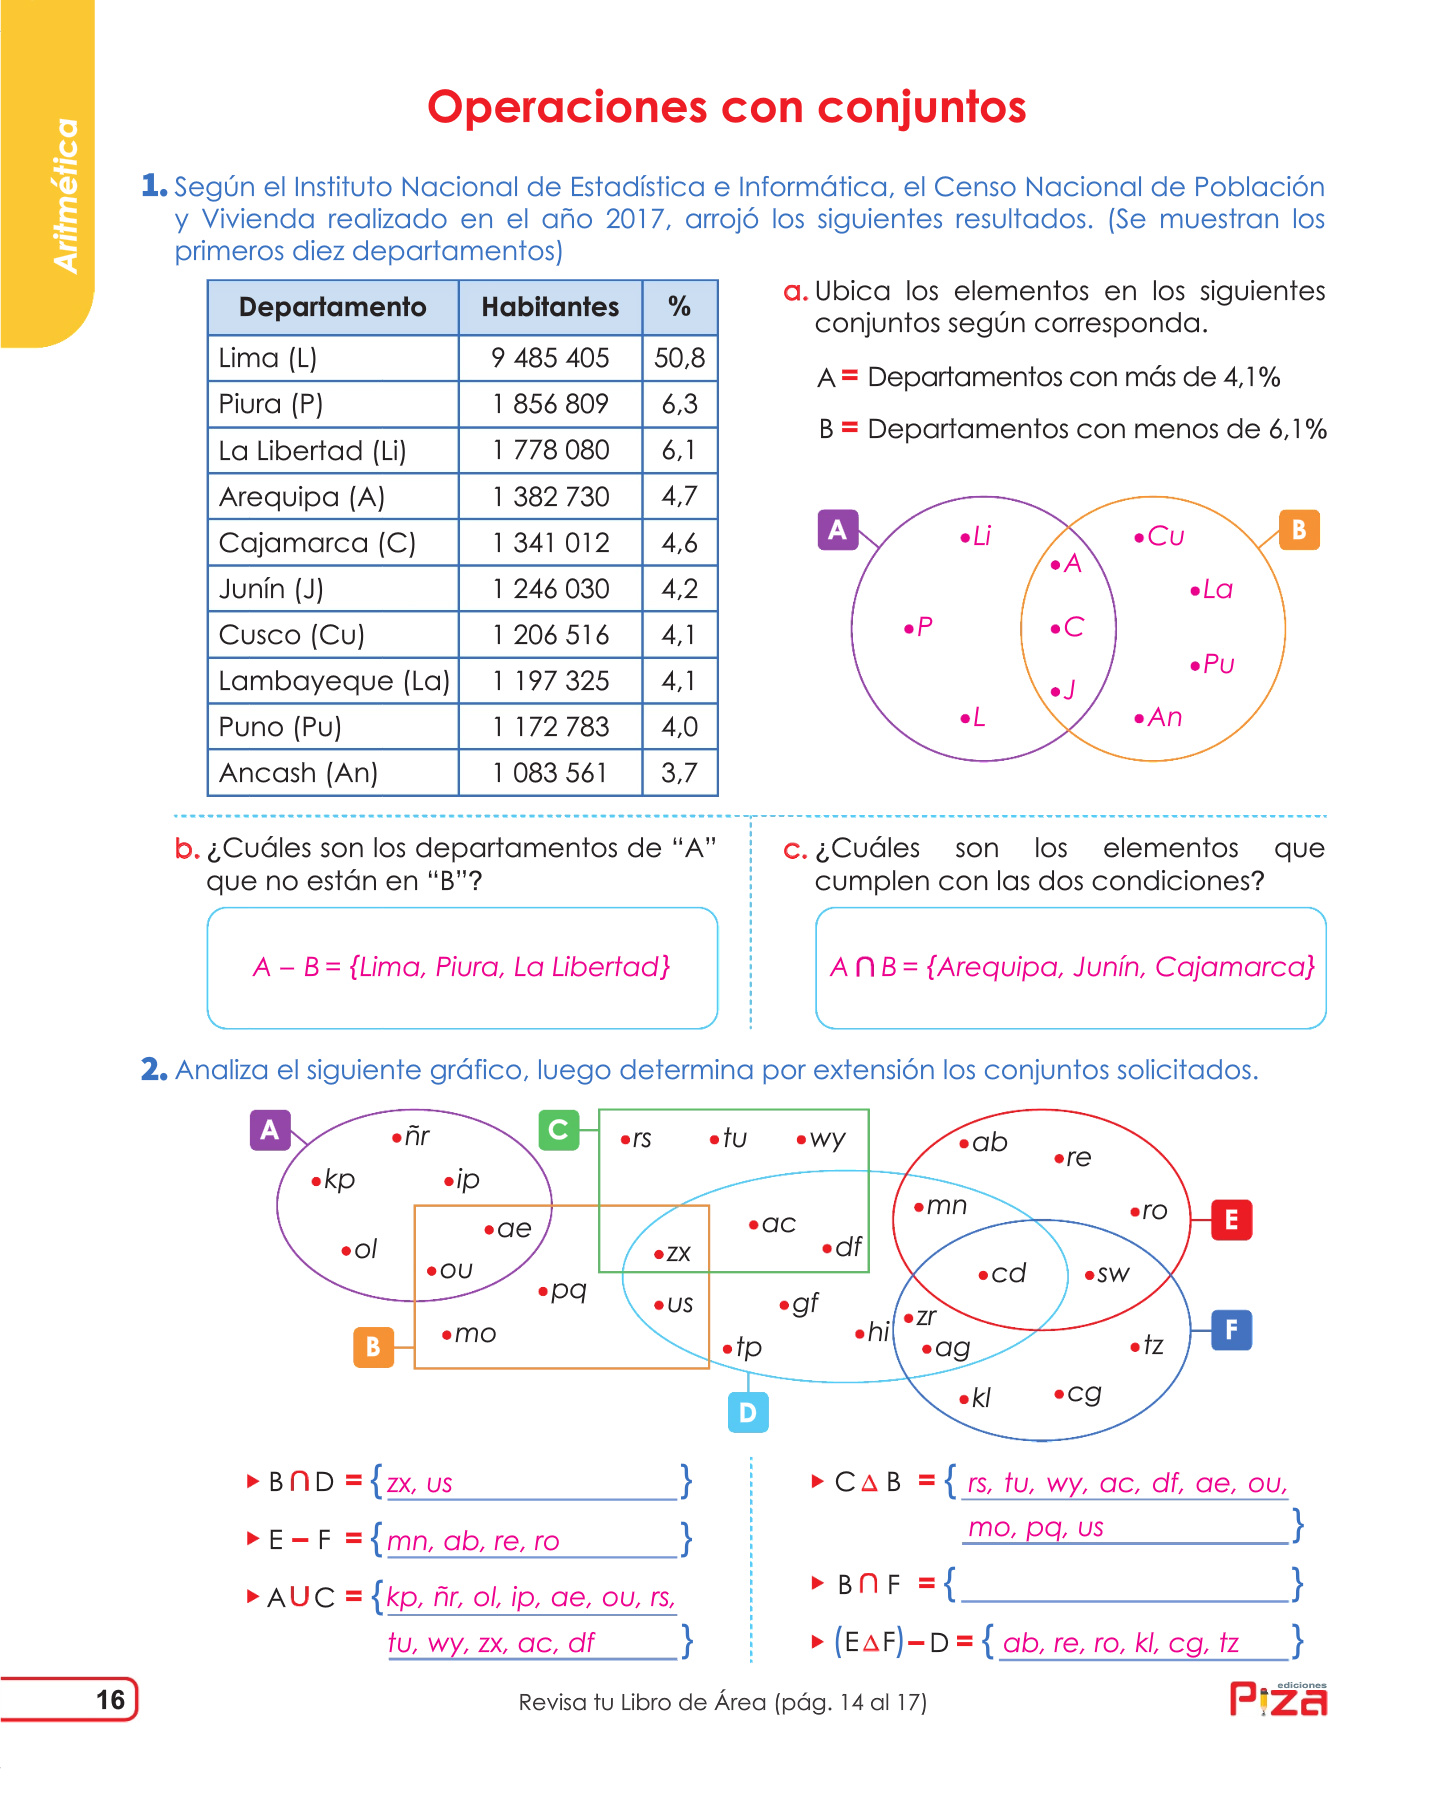 Aritmética
Operaciones con conjuntos
1. Según el Instituto Nacional de Estadística e Informática, el Censo Nacional de Población
y Vivienda realizado en el año 2017, arrojó los siguientes resultados. (Se muestran los
primeros diez departamentos)
Departamento Habitantes %
Lima (L) 9 485 405 50,8
Piura (P) 1 856 809 6,3
La Libertad (Li) 1 778 080 6,1
Arequipa (A) 1 382 730 4,7
Cajamarca (C) 1 341 012 4,6
Junín (J) 1 246 030 4,2
Cusco (Cu) 1 206 516 4,1
Lambayeque (La) 1 197 325 4,1
Puno (Pu) 1 172 783 4,0
Ancash (An) 1 083 561 3,7
a. Ubica los elementos en los siguientes
conjuntos según corresponda.
A = Departamentos con más de 4,1%
B = Departamentos con menos de 6,1%
A
B
•Li
•P
•L
•A
•C
•J
•Cu
•La
•Pu
•An
b. ¿Cuáles son los departamentos de “A”
que no están en “B”?
A – B = {Lima, Piura, La Libertad}
c. ¿Cuáles son los elementos que
cumplen con las dos condiciones?
A ∩ B = {Arequipa, Junín, Cajamarca}
2. Analiza el siguiente gráfico, luego determina por extensión los conjuntos solicitados.
A
•ñr
•kp
•ip
•ol
•ae
•ou
B
•pq
•mo
C
•rs •tu •wy
•ac
•df
•zx
•us
•gf
•tp
•hi
D
•ab
•re
•mn
•ro
E
•cd
•sw
•zr
•ag
F
•tz
•kl
•cg
B ∩ D = {zx, us}
E – F = {mn, ab, re, ro}
A ∪ C = {kp, ñr, ol, ip, ae, ou, rs,
tu, wy, zx, ac, df}
C Δ B = {rs, tu, wy, ac, df, ae, ou,
mo, pq, us}
B ∩ F = { }
(E Δ F) – D = {ab, re, ro, kl, cg, tz}
16
Revisa tu Libro de Área (pág. 14 al 17)
ediciones
Piza